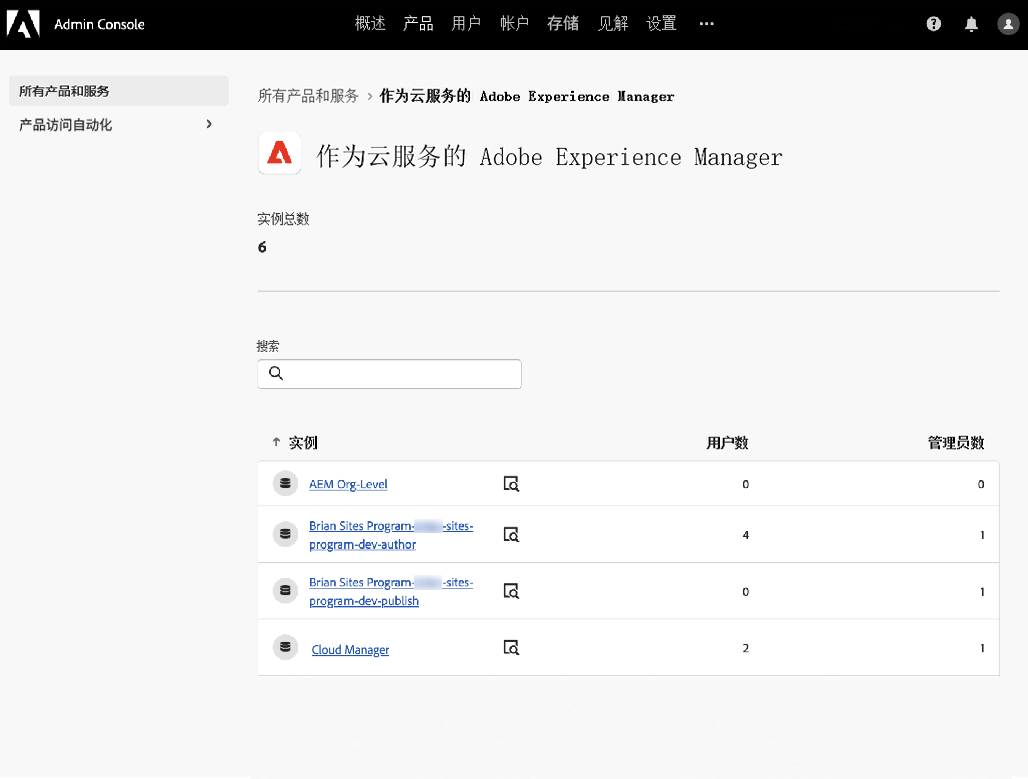 Admin Console
概述 产品 用户 帐户 存储 见解 设置 ···
所有产品和服务
产品访问自动化
所有产品和服务 › 作为云服务的 Adobe Experience Manager
作为云服务的 Adobe Experience Manager
实例总数
6
搜索
↑ 实例 用户数 管理员数
AEM Org-Level 0 0
Brian Sites Program- -sites-
program-dev-author 4 1
Brian Sites Program- -sites-
program-dev-publish 0 1
Cloud Manager 2 1